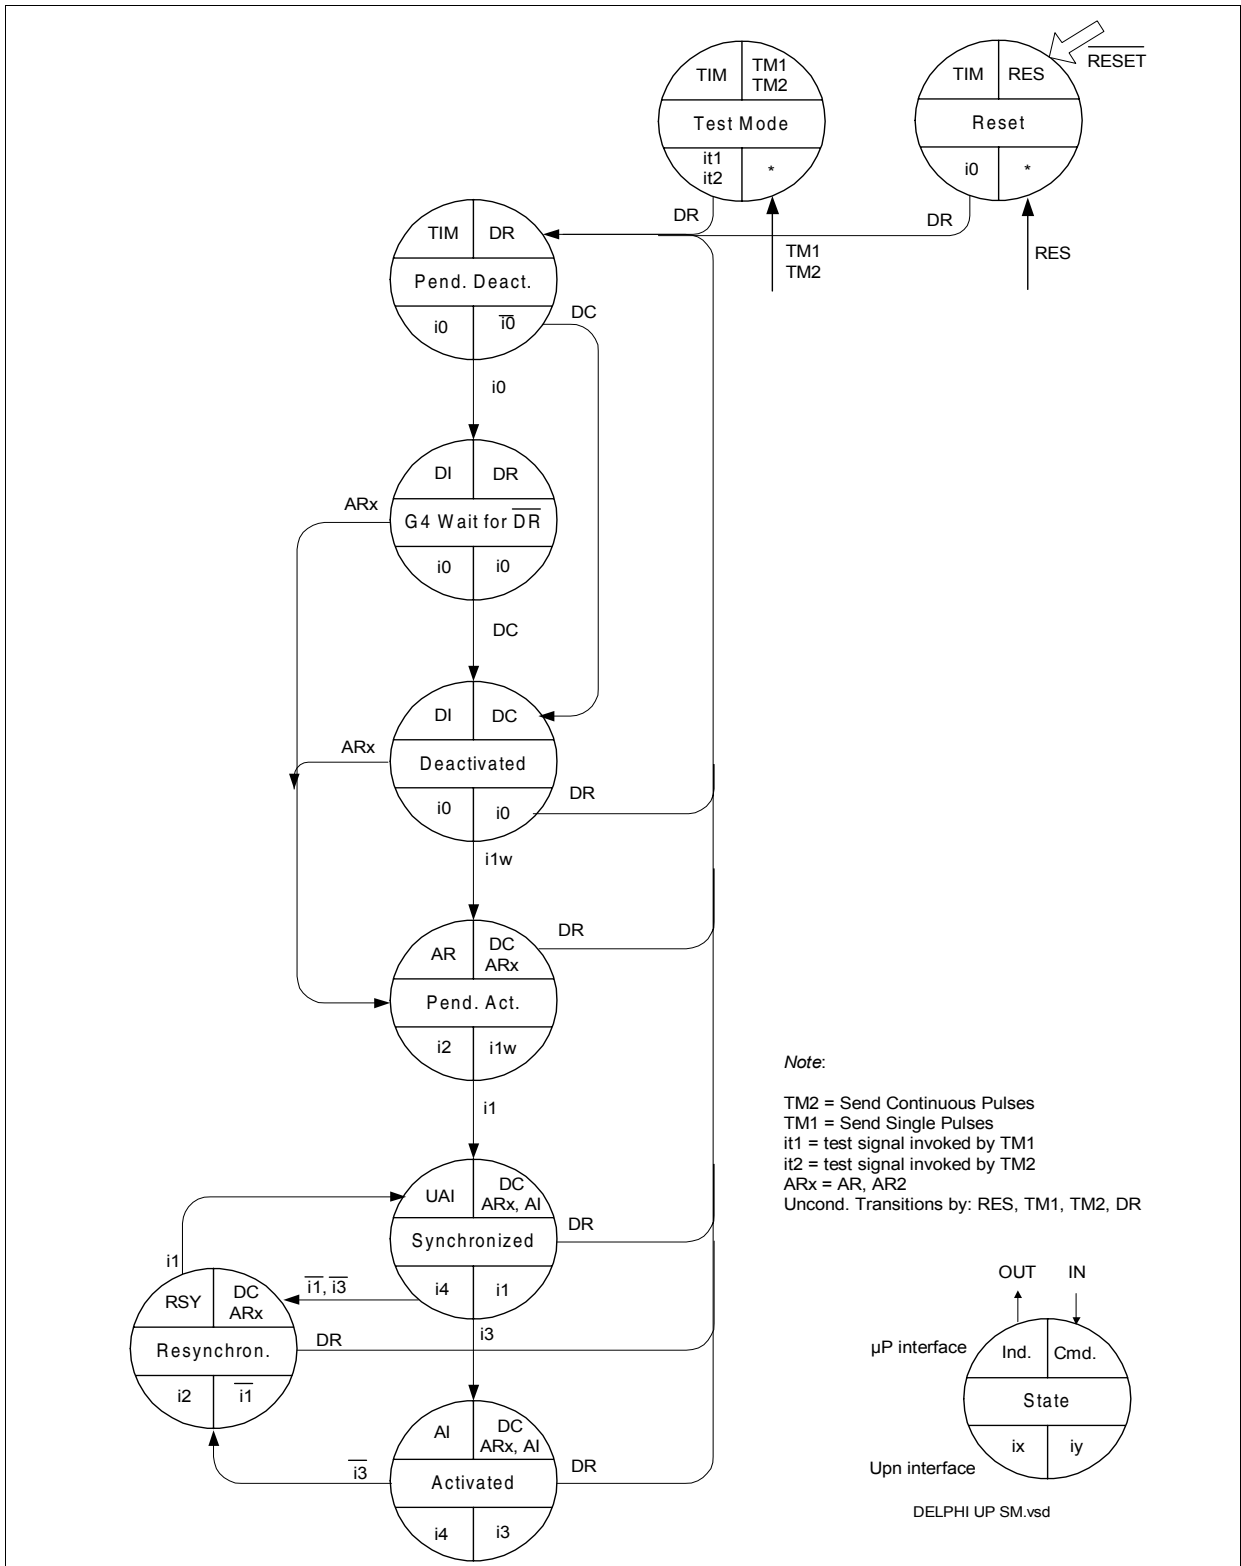 TIM
TM1
TM2
Test Mode
it1
it2
*
DR
TM1
TM2
TIM
RES
RESET
Reset
i0
*
DR
RES
TIM
DR
Pend. Deact.
i0
i̅0̅
DC
i0
DI
DR
G4 Wait for D̅R̅
i0
i0
ARx
DC
DI
DC
Deactivated
i0
i0
ARx
DR
i1w
AR
DC
ARx
Pend. Act.
i2
i1w
DR
i1
UAI
DC
ARx, AI
Synchronized
i4
i1
DR
i1
i̅1̅, i̅3̅
i3
RSY
DC
ARx
Resynchron.
i2
i̅1̅
DR
AI
DC
ARx, AI
Activated
i4
i3
i̅3̅
DR
Note:
TM2 = Send Continuous Pulses
TM1 = Send Single Pulses
it1 = test signal invoked by TM1
it2 = test signal invoked by TM2
ARx = AR, AR2
Uncond. Transitions by: RES, TM1, TM2, DR
OUT
IN
µP interface
Ind.
Cmd.
State
ix
iy
Upn interface
DELPHI UP SM.vsd